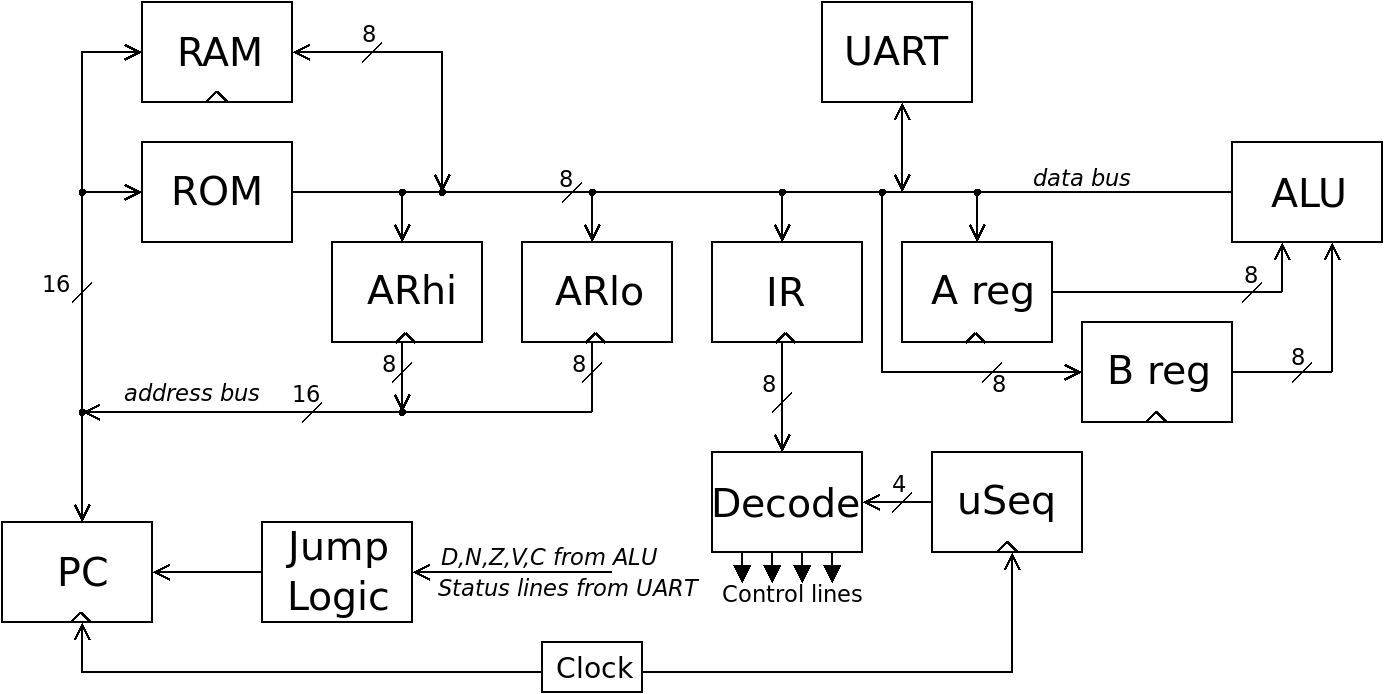 RAM
8
UART
ROM
8
data bus
ALU
16
ARhi
ARlo
IR
A reg
8
8
8
8
8
B reg
8
address bus
16
Decode
4
uSeq
PC
Jump
Logic
D,N,Z,V,C from ALU
Status lines from UART
Control lines
Clock